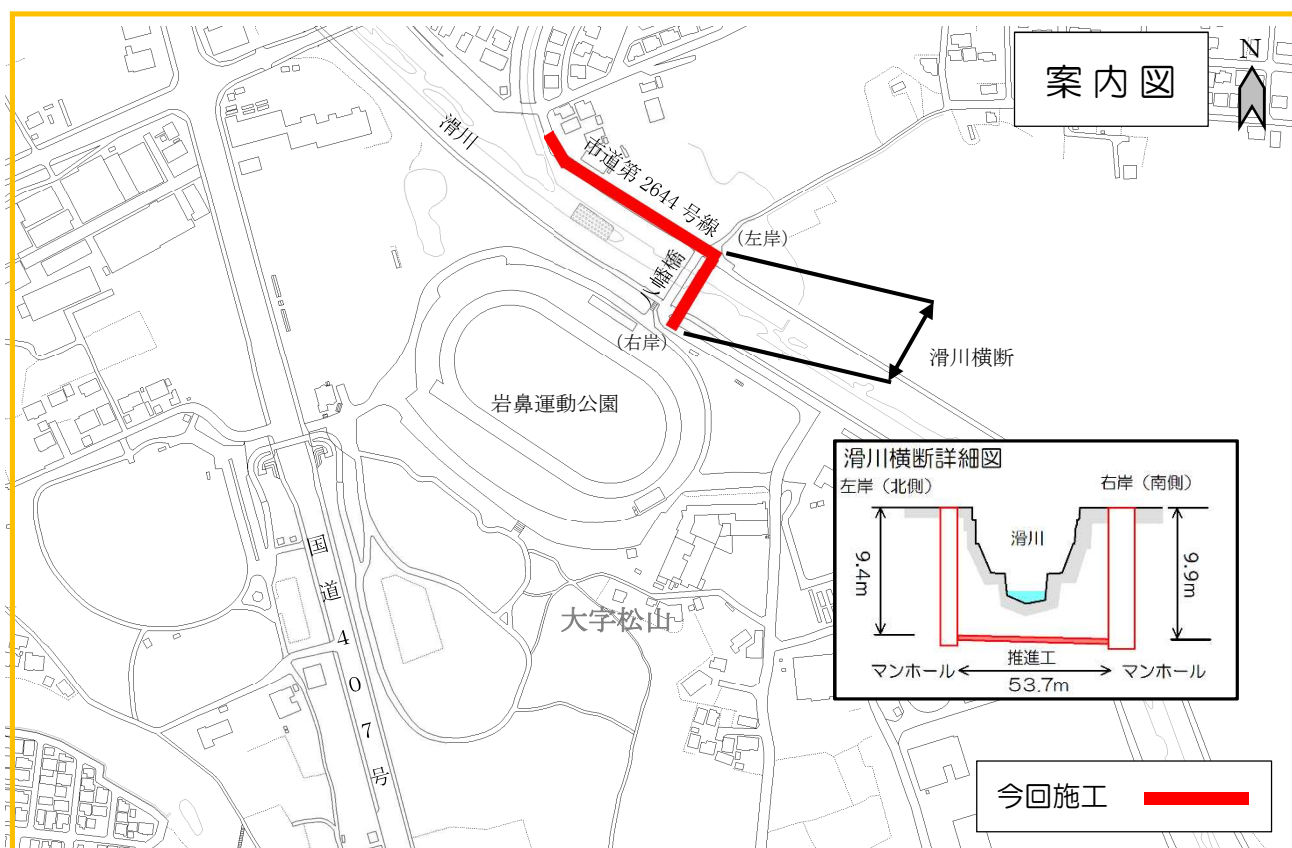 案内図
N
滑川
市道第2644号線
(左岸)
八幡橋
(右岸)
滑川横断
岩鼻運動公園
国道407号
大字松山
滑川横断詳細図
左岸(北側)
右岸(南側)
滑川
9.4m
9.9m
マンホール
推進工
マンホール
53.7m
今回施工